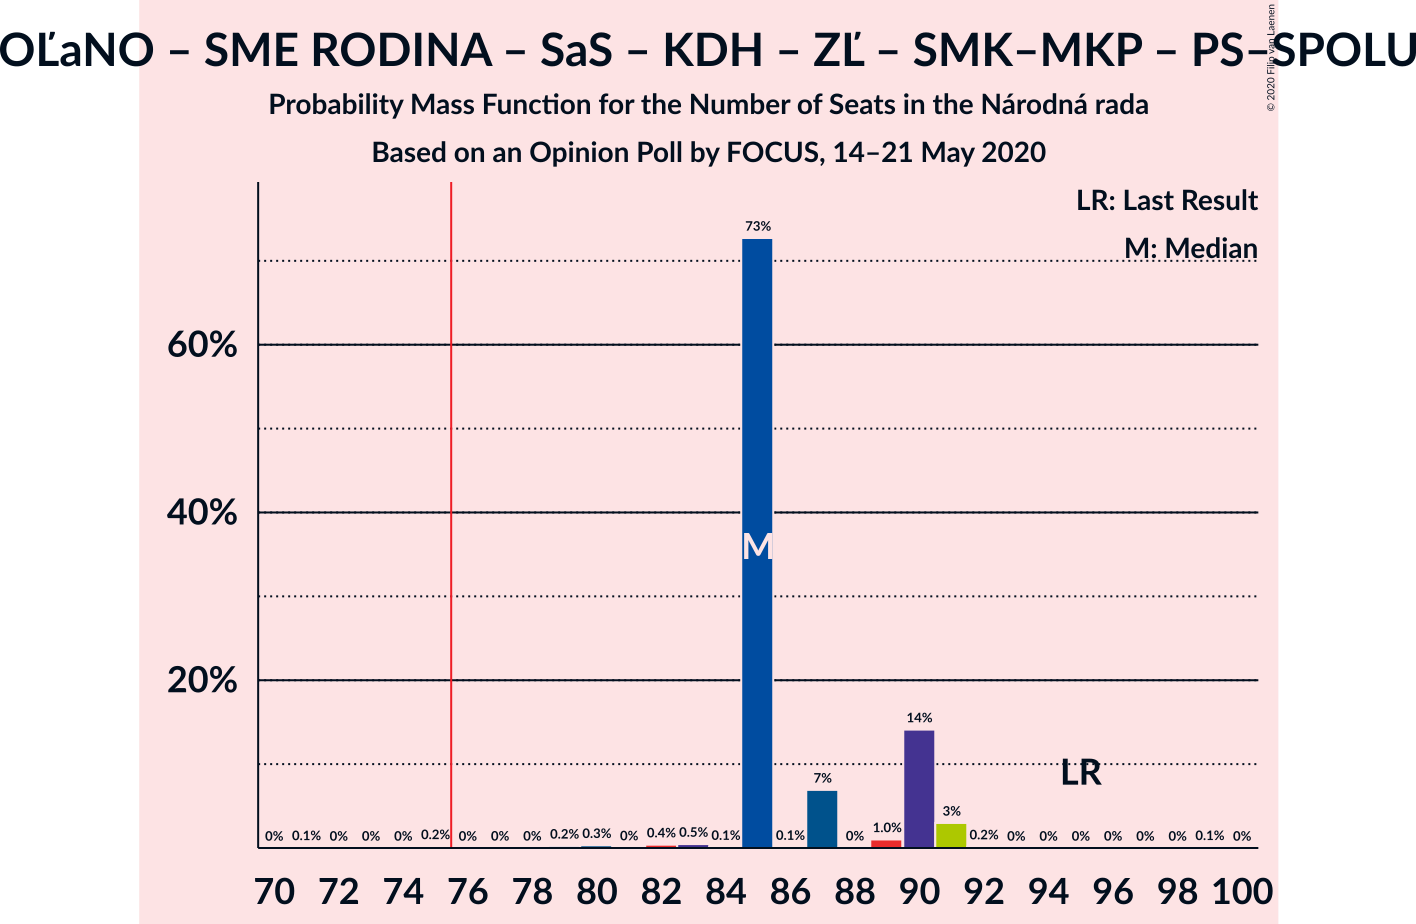 OĽaNO – SME RODINA – SaS – KDH – ZĽ – SMK–MKP – PS–SPOLU
© 2020 Filip van Laenen
Probability Mass Function for the Number of Seats in the Národná rada
Based on an Opinion Poll by FOCUS, 14–21 May 2020
LR: Last Result
M: Median
73%
60%
40%
M
20%
14%
LR
7%
3%
0% 0.1% 0% 0% 0% 0.2% 0% 0% 0% 0.2% 0.3% 0% 0.4% 0.5% 0.1% 0.1% 0% 1.0% 0.2% 0% 0% 0% 0% 0% 0% 0.1% 0%
70 72 74 76 78 80 82 84 86 88 90 92 94 96 98 100